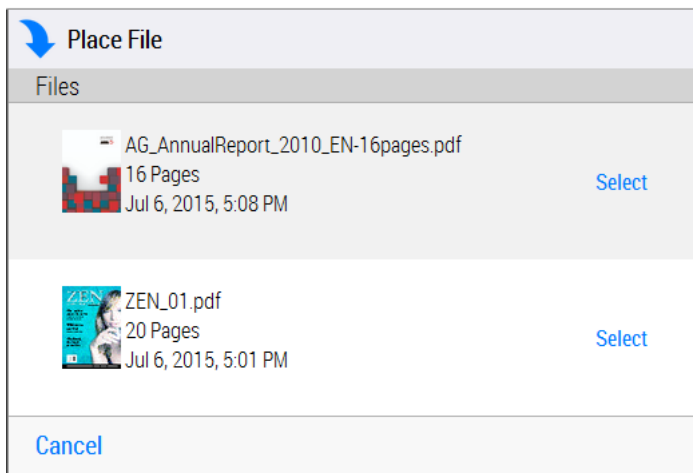 Place File
Files
AG_AnnualReport_2010_EN-16pages.pdf
16 Pages
Jul 6, 2015, 5:08 PM
Select
ZEN
ZEN_01.pdf
20 Pages
Jul 6, 2015, 5:01 PM
Select
Cancel